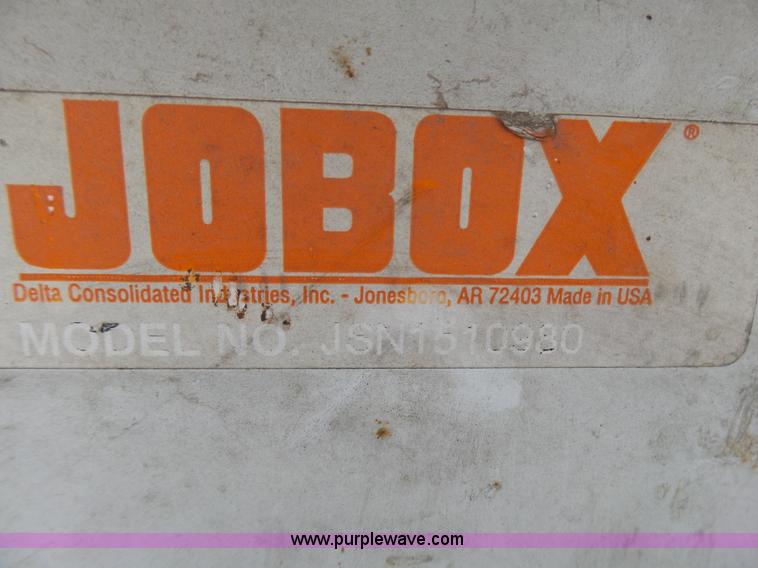 JOBOX®
Delta Consolidated Industries, Inc. - Jonesboro, AR 72403 Made in USA
MODEL NO. JSN1510980
www.purplewave.com